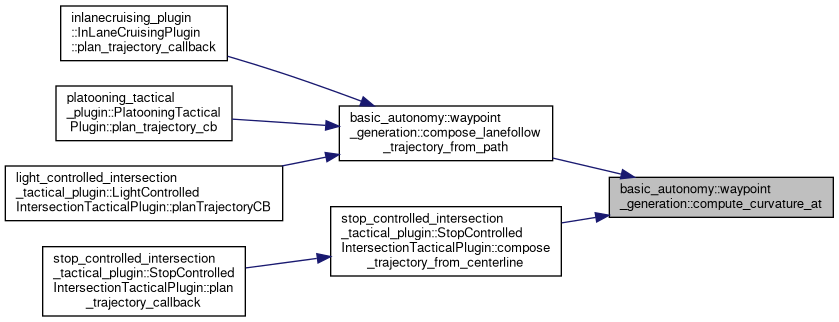 inlanecruising_plugin
::InLaneCruisingPlugin
::plan_trajectory_callback
platooning_tactical
_plugin::PlatooningTactical
Plugin::plan_trajectory_cb
light_controlled_intersection
_tactical_plugin::LightControlled
IntersectionTacticalPlugin::planTrajectoryCB
stop_controlled_intersection
_tactical_plugin::StopControlled
IntersectionTacticalPlugin::plan
_trajectory_callback
basic_autonomy::waypoint
_generation::compose_lanefollow
_trajectory_from_path
stop_controlled_intersection
_tactical_plugin::StopControlled
IntersectionTacticalPlugin::compose
_trajectory_from_centerline
basic_autonomy::waypoint
_generation::compute_curvature_at